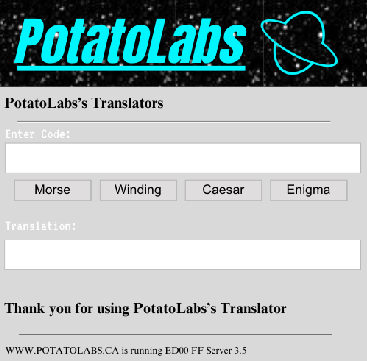 PotatoLabs
PotatoLabs's Translators
Enter Code:
Morse Winding Caesar Enigma
Translation:
Thank you for using PotatoLabs's Translator
WWW.POTATOLABS.CA is running ED00 FF Server 3.5